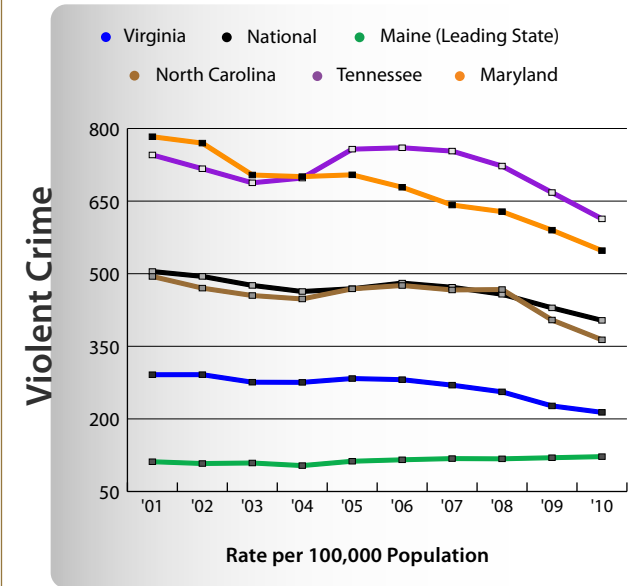 Virginia National Maine (Leading State)
North Carolina Tennessee Maryland
Violent Crime
800
650
500
350
200
50
'01 '02 '03 '04 '05 '06 '07 '08 '09 '10
Rate per 100,000 Population